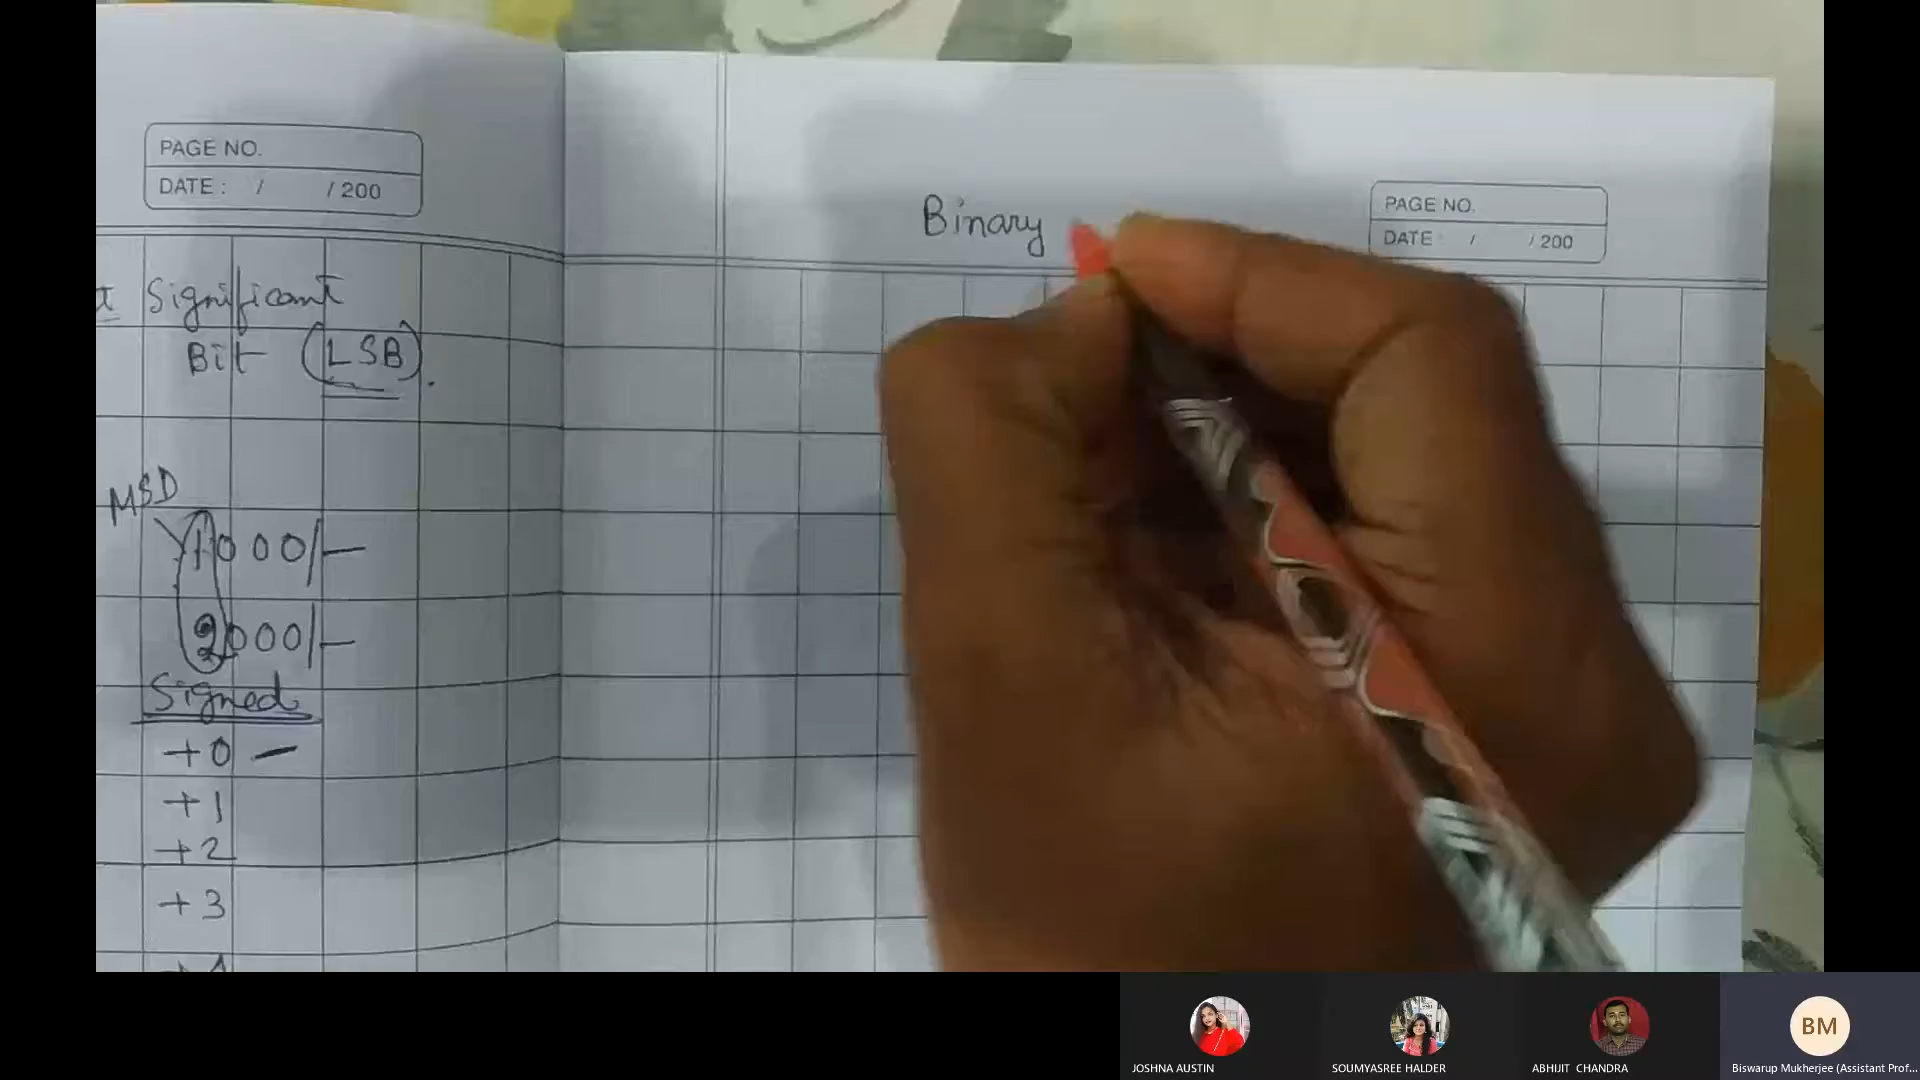 PAGE NO.
DATE : / / 200
Significant
Bit (LSB).
MSD
1000/-
2000/-
Signed
+0 -
+1
+2
+3
Binary
PAGE NO.
DATE : / / 200
JOSHNA AUSTIN
SOUMYASREE HALDER
ABHIJIT CHANDRA
BM
Biswarup Mukherjee (Assistant Prof...